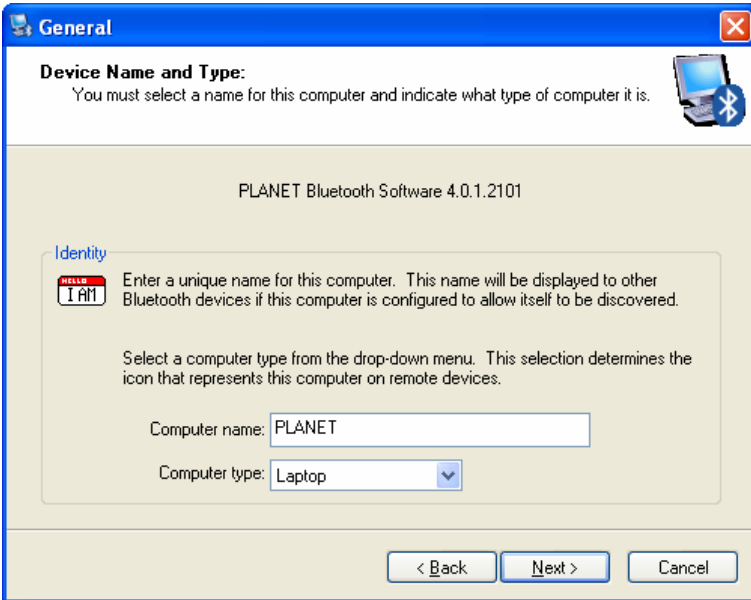 General
Device Name and Type:
You must select a name for this computer and indicate what type of computer it is.
PLANET Bluetooth Software 4.0.1.2101
Identity
HELLO
I AM
Enter a unique name for this computer.  This name will be displayed to other
Bluetooth devices if this computer is configured to allow itself to be discovered.
Select a computer type from the drop-down menu.  This selection determines the
icon that represents this computer on remote devices.
Computer name: PLANET
Computer type: Laptop
< Back Next > Cancel